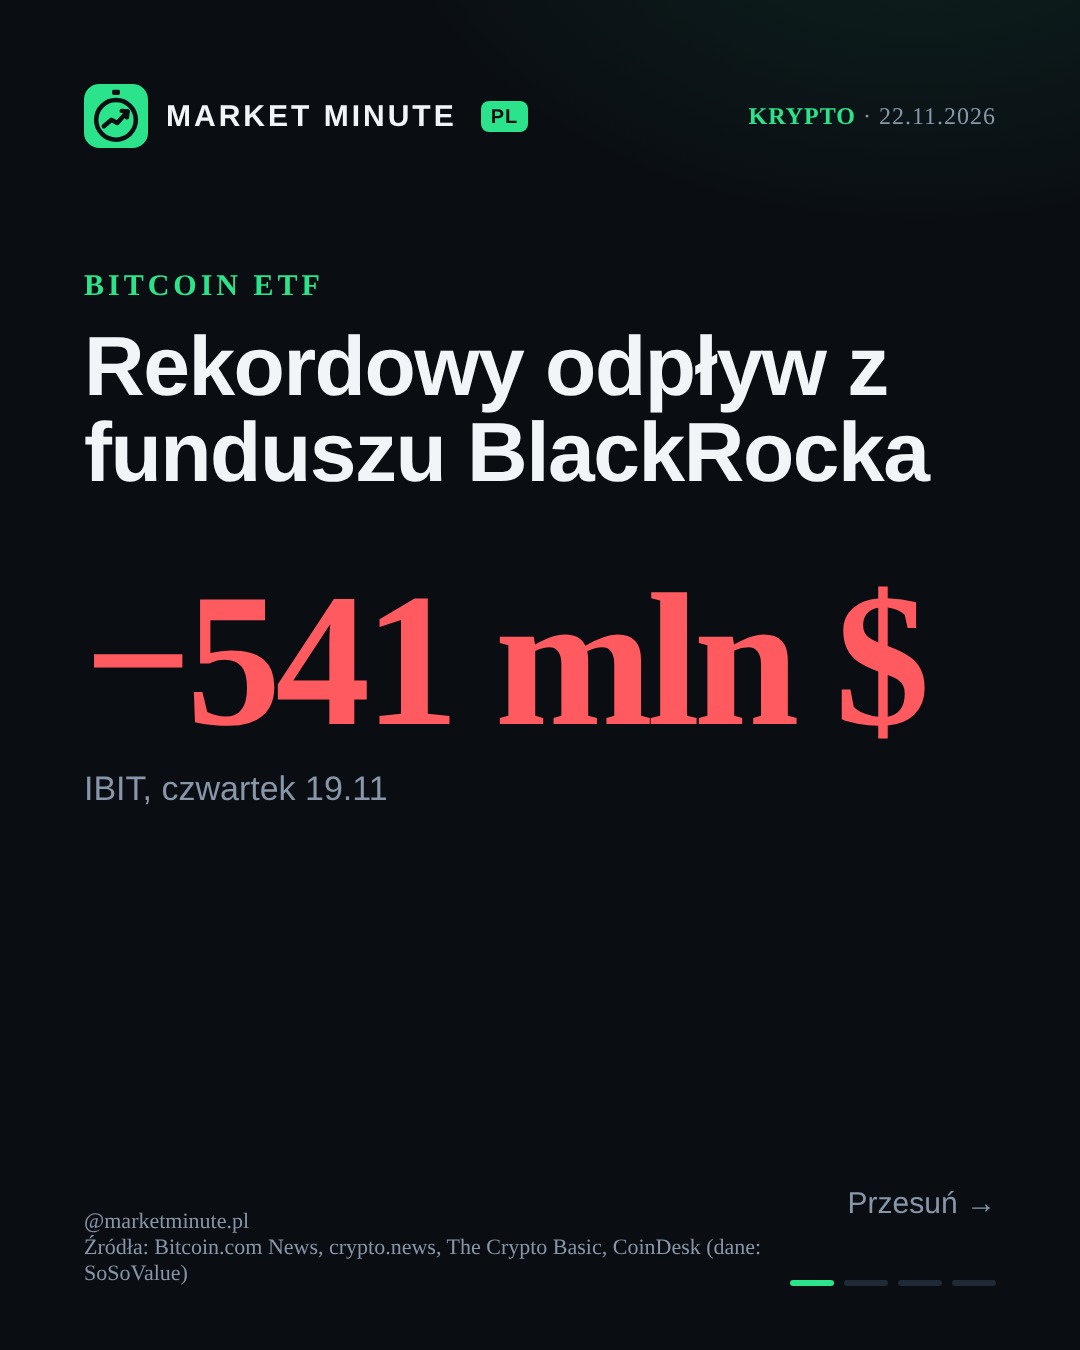 MARKET MINUTE PL
KRYPTO · 22.11.2026
BITCOIN ETF
Rekordowy odpływ z
funduszu BlackRocka
−541 mln $
IBIT, czwartek 19.11
Przesuń →
@marketminute.pl
Źródła: Bitcoin.com News, crypto.news, The Crypto Basic, CoinDesk (dane:
SoSoValue)